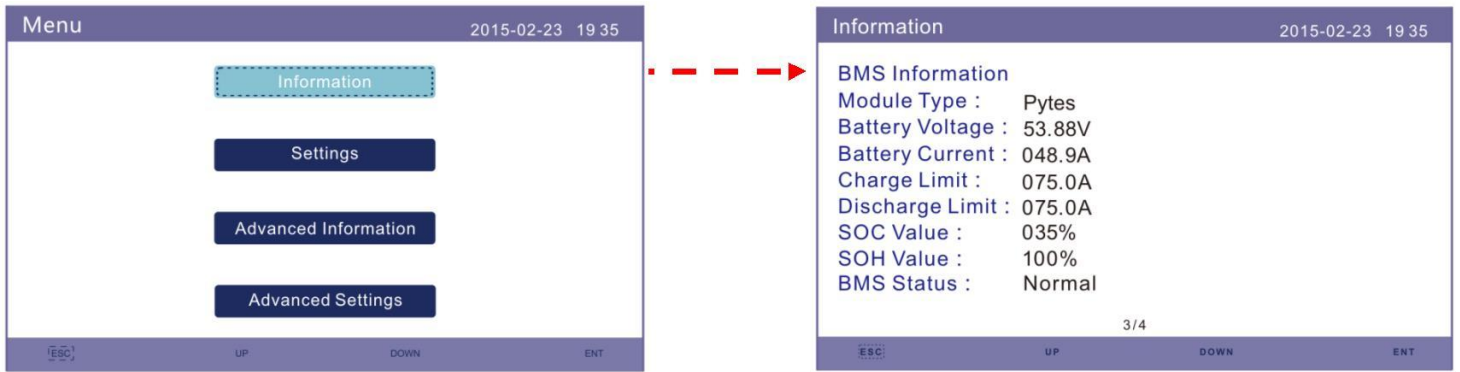 Menu 2015-02-23 19 35
Information
Settings
Advanced Information
Advanced Settings
ESC UP DOWN ENT
Information 2015-02-23 19 35
BMS Information
Module Type : Pytes
Battery Voltage : 53.88V
Battery Current : 048.9A
Charge Limit : 075.0A
Discharge Limit : 075.0A
SOC Value : 035%
SOH Value : 100%
BMS Status : Normal
3/4
ESC UP DOWN ENT